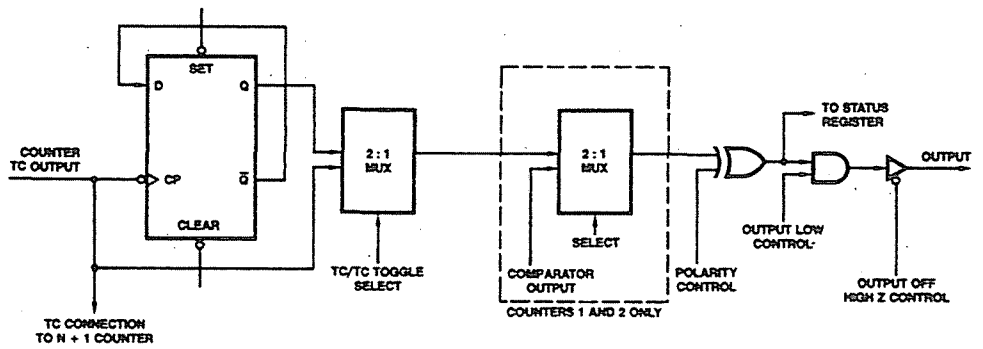 SET
D
Q
COUNTER
TC OUTPUT
CP
Q
CLEAR
2 : 1
MUX
TC/TC TOGGLE
SELECT
2 : 1
MUX
SELECT
COMPARATOR
OUTPUT
COUNTERS 1 AND 2 ONLY
POLARITY
CONTROL
TO STATUS
REGISTER
OUTPUT LOW
CONTROL
OUTPUT
OUTPUT OFF
HIGH Z CONTROL
TC CONNECTION
TO N + 1 COUNTER